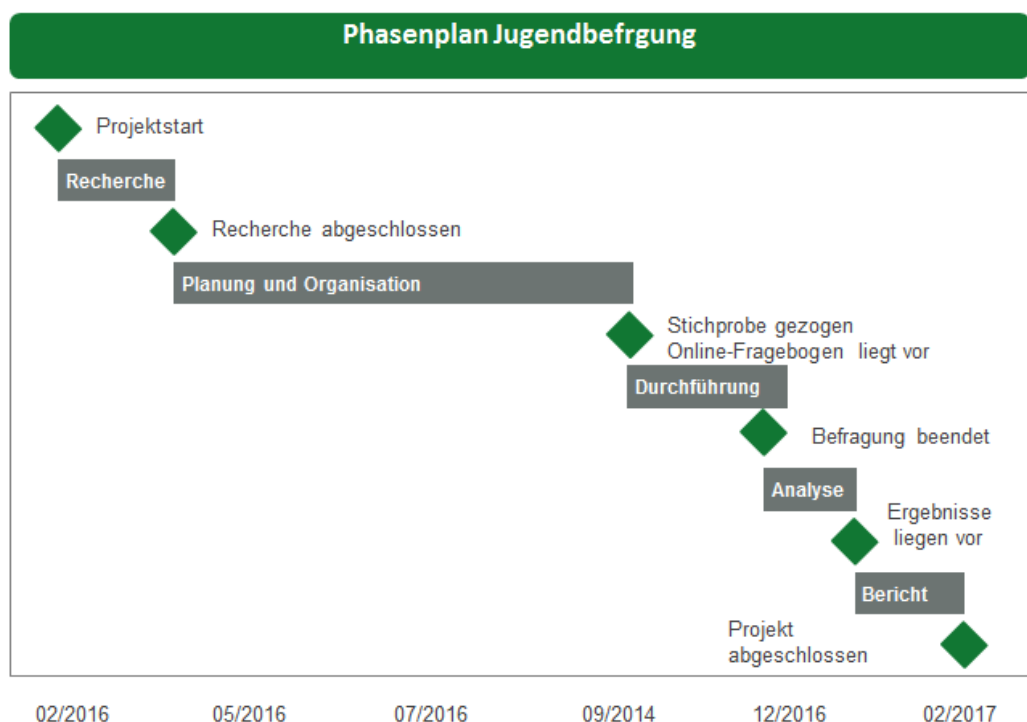 Phasenplan Jugendbefrgung
Projektstart
Recherche
Recherche abgeschlossen
Planung und Organisation
Stichprobe gezogen
Online-Fragebogen liegt vor
Durchführung
Befragung beendet
Analyse
Ergebnisse
liegen vor
Bericht
Projekt
abgeschlossen
02/2016 05/2016 07/2016 09/2014 12/2016 02/2017